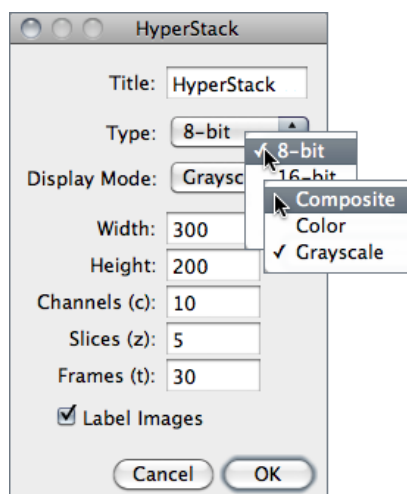 HyperStack
Title: HyperStack
Type: 8-bit
✓ 8-bit
Display Mode: Graysc
16-bit
Composite
Color
✓ Grayscale
Width: 300
Height: 200
Channels (c): 10
Slices (z): 5
Frames (t): 30
Label Images
Cancel OK